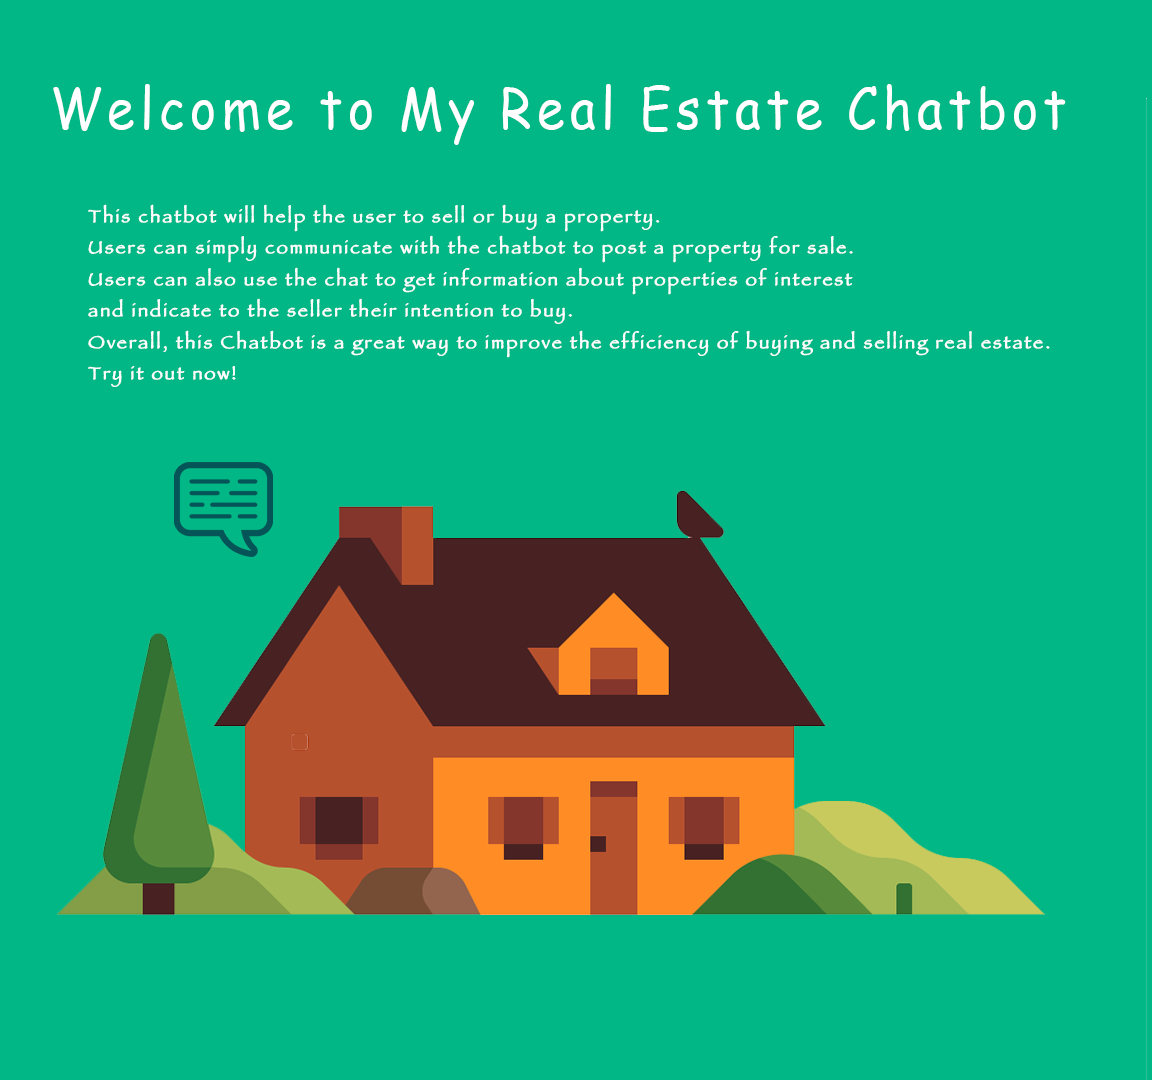 Welcome to My Real Estate Chatbot
This chatbot will help the user to sell or buy a property.
Users can simply communicate with the chatbot to post a property for sale.
Users can also use the chat to get information about properties of interest
and indicate to the seller their intention to buy.
Overall, this Chatbot is a great way to improve the efficiency of buying and selling real estate.
Try it out now!